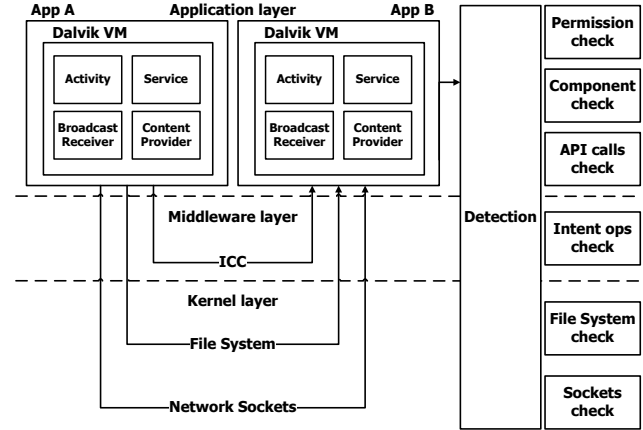 App A
Application layer
App B
Dalvik VM
Activity
Service
Broadcast
Receiver
Content
Provider
Dalvik VM
Activity
Service
Broadcast
Receiver
Content
Provider
Middleware layer
ICC
Kernel layer
File System
Network Sockets
Detection
Permission
check
Component
check
API calls
check
Intent ops
check
File System
check
Sockets
check